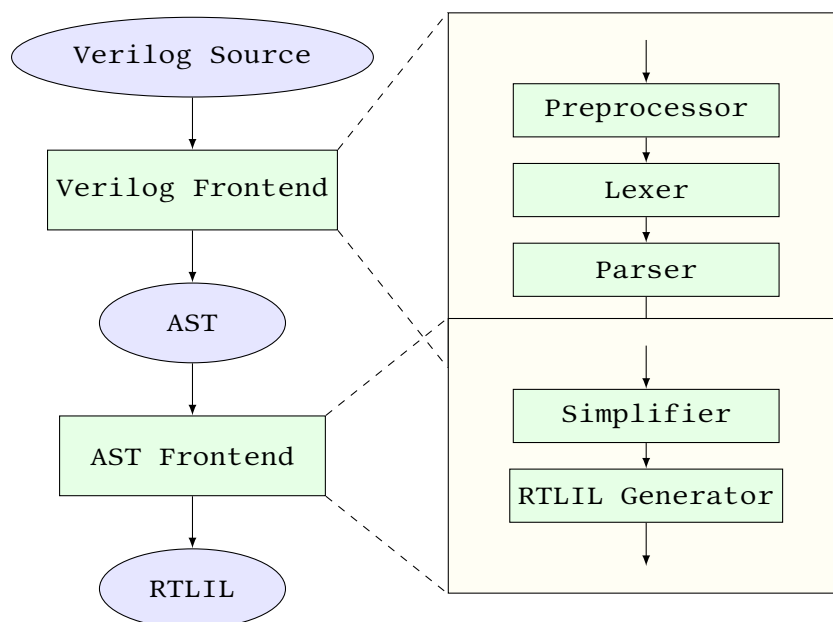 Verilog Source
Verilog Frontend
AST
AST Frontend
RTLIL
Preprocessor
Lexer
Parser
Simplifier
RTLIL Generator